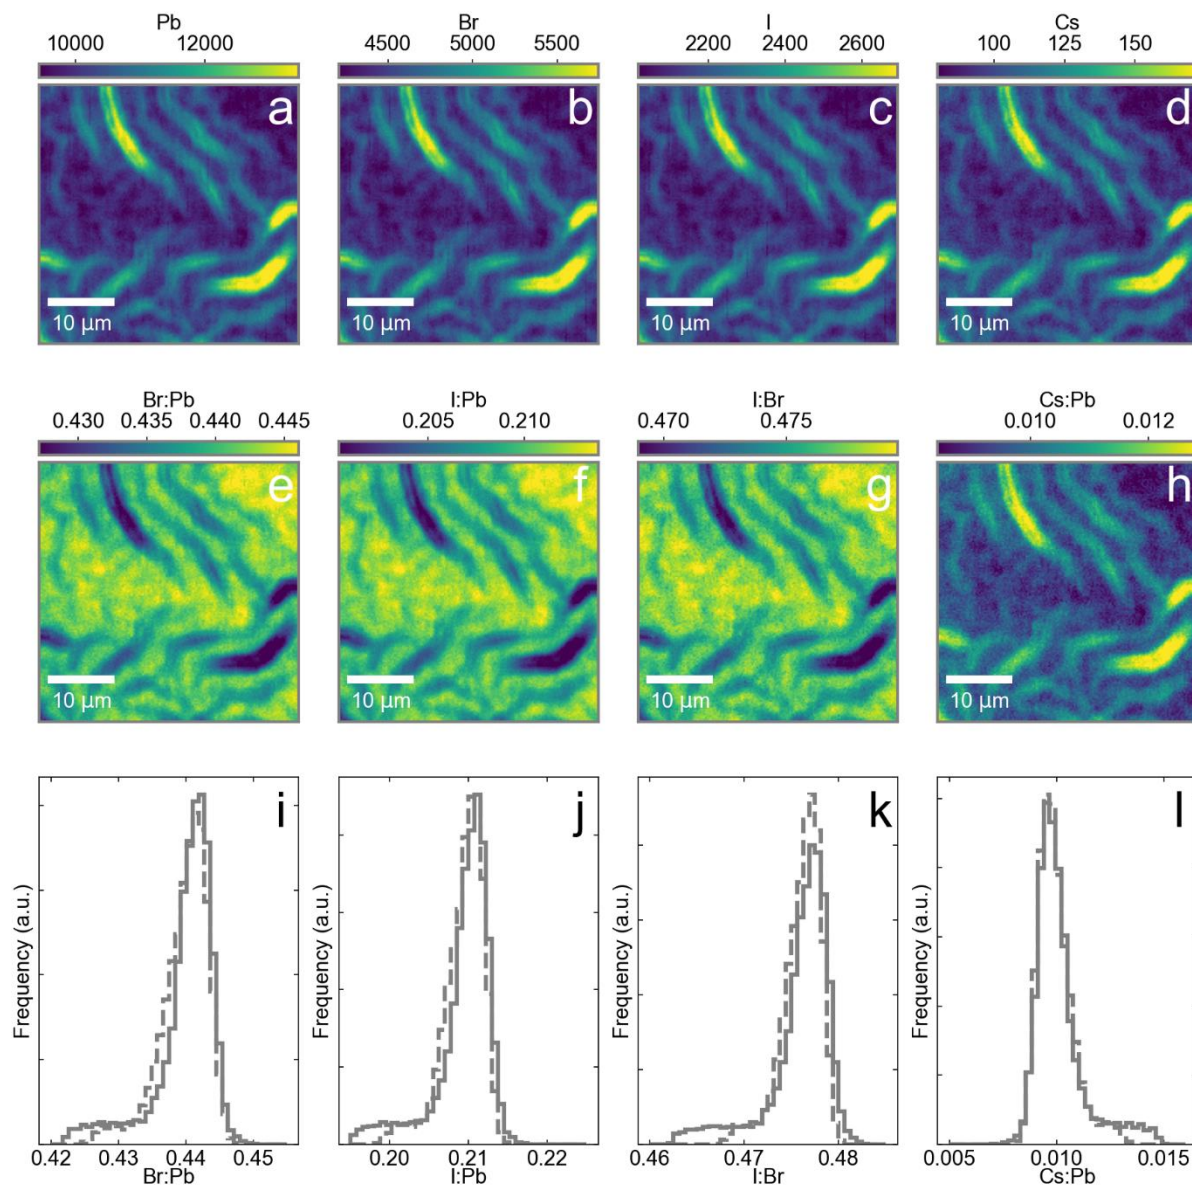 Pb Br I Cs
10000 12000 4500 5000 5500 2200 2400 2600 100 125 150
a b c d
10 μm 10 μm 10 μm 10 μm
Br:Pb I:Pb I:Br Cs:Pb
0.430 0.435 0.440 0.445 0.205 0.210 0.470 0.475 0.010 0.012
e f g h
10 μm 10 μm 10 μm 10 μm
i j k l
Frequency (a.u.) Frequency (a.u.) Frequency (a.u.) Frequency (a.u.)
0.42 0.43 0.44 0.45 0.20 0.21 0.22 0.46 0.47 0.48 0.005 0.010 0.015
Br:Pb I:Pb I:Br Cs:Pb